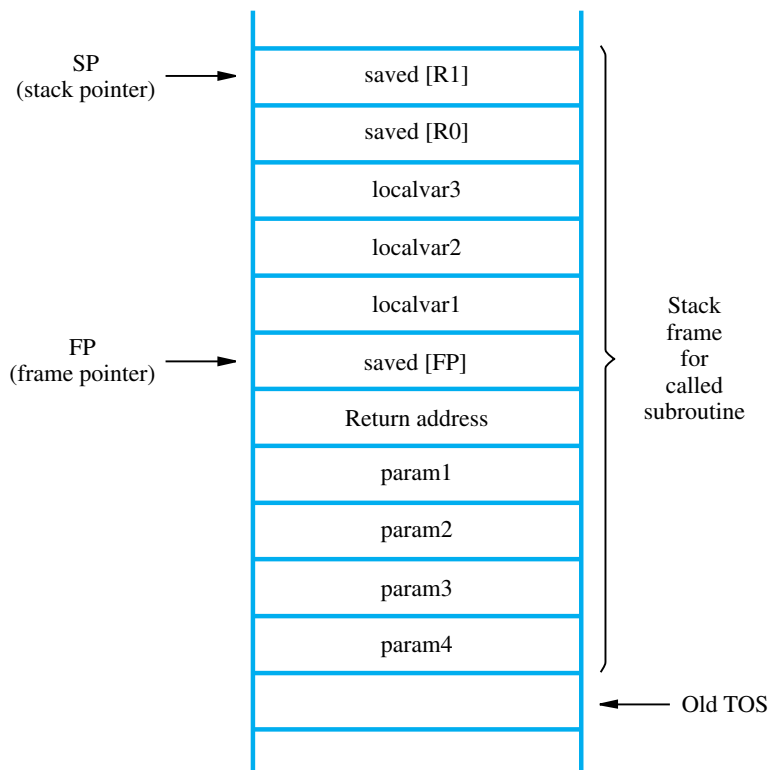 SP
(stack pointer)
saved [R1]
saved [R0]
localvar3
localvar2
localvar1
FP
(frame pointer)
saved [FP]
Return address
param1
param2
param3
param4
Stack
frame
for
called
subroutine
Old TOS